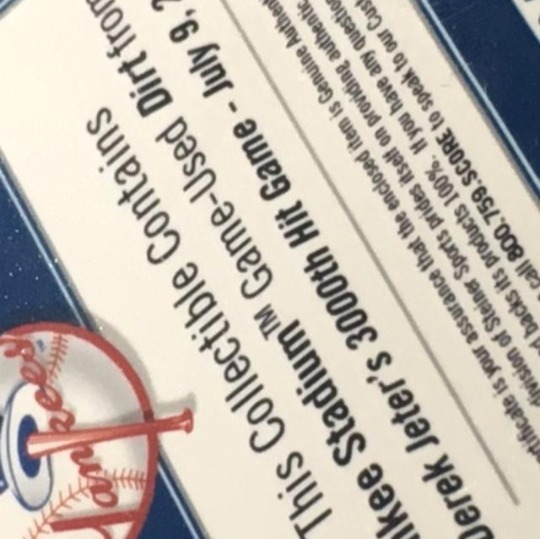 This Collectible Contains
Stadium™ Game-Used Dirt from
Derek Jeter's 3000th Hit Game - July 9,
is your assurance that the enclosed item is Genuine
division of Steiner Sports prides itself on providing authentic
backs its products 100%. If you have any
call 800.759.SCORE to speak to our